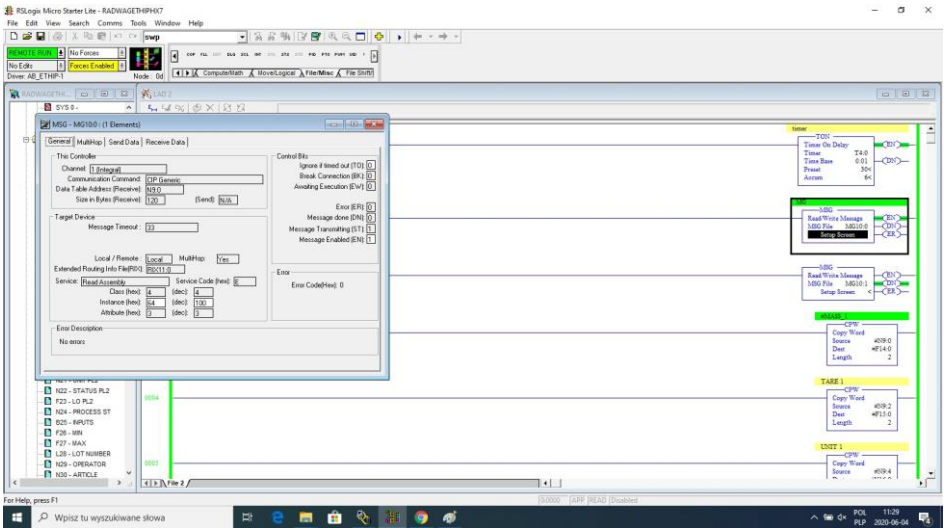 RSLogix Micro Starter Lite - RADWAGETHIPHX7
File Edit View Search Comms Tools Window Help
swp
REMOTE RUN No Forces
No Edits Forces Enabled
Driver: AB_ETHIP-1 Node: 0d
Compute/Math Move/Logical File/Misc File Shift/
LAD 2
SYS 0 -
MSG - MG10:0 : (1 Elements)
General MultiHop Send Data Receive Data
This Controller
Channel: 1 (Integral)
Communication Command: CIP Generic
Data Table Address (Receive): N9:0
Size in Bytes (Receive): 120 (Send): N/A
Target Device
Message Timeout : 33
Local / Remote : Local MultiHop: Yes
Extended Routing Info File(RIX): RIX11:0
Service: Read Assembly Service Code (hex): E
Class (hex): 4 (dec): 4
Instance (hex): 64 (dec): 100
Attribute (hex): 3 (dec): 3
Error Description
No errors
Control Bits
Ignore if timed out (TO): 0
Break Connection (BK): 0
Awaiting Execution (EW): 0
Error (ER): 0
Message done (DN): 0
Message Transmitting (ST): 1
Message Enabled (EN): 1
Error
Error Code(Hex): 0
timer
TON
Timer On Delay
Timer T4:0
Time Base 0.01
Preset 50<
Accum 6<
EN
DN
MSG
Read/Write Message
MSG File MG10:0
Setup Screen
EN
DN
ER
MSG
Read/Write Message
MSG File MG10:1
Setup Screen <
EN
DN
ER
CPW
Copy Word
Source #N9:0
Dest #F14:0
Length 2
TARE 1
CPW
Copy Word
Source #N9:2
Dest #F15:0
Length 2
UNIT 1
CPW
Copy Word
Source #N9:4
N22 - STATUS PL2
F23 - LO PL2
N24 - PROCESS ST
B25 - INPUTS
F26 - MIN
F27 - MAX
L28 - LOT NUMBER
N29 - OPERATOR
N30 - ARTICLE
0004
0005
File 2
For Help, press F1
0:0000 APP READ Disabled
Wpisz tu wyszukiwane słowa
POL
PLP
11:29
2020-06-04